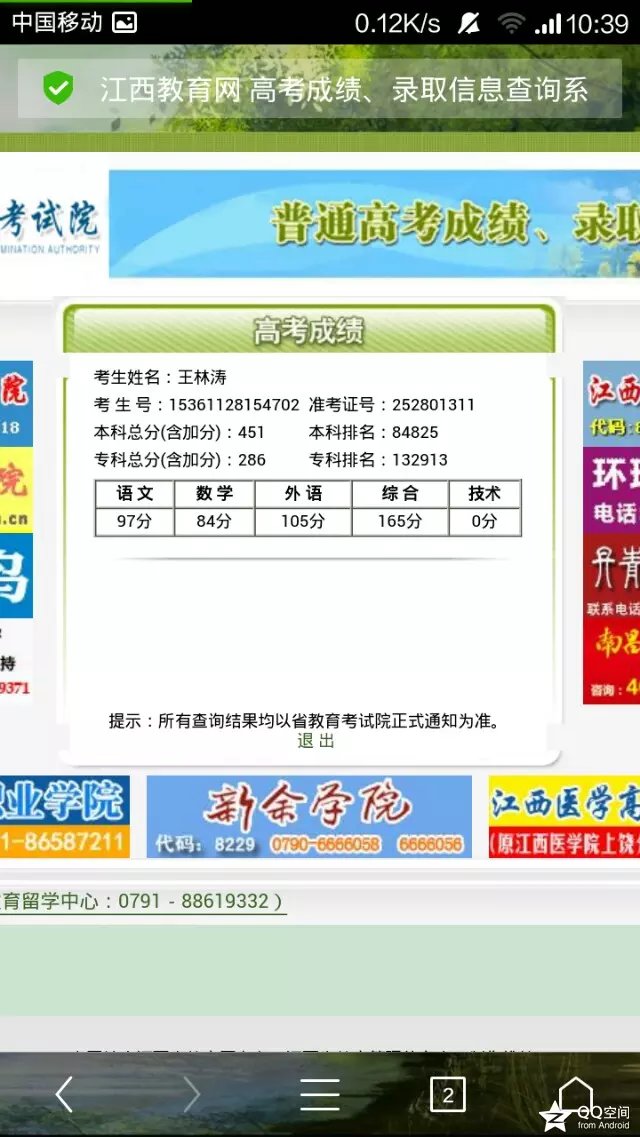 中国移动 0.12K/s 10:39
江西教育网 高考成绩、录取信息查询系
考试院
MINATION AUTHORITY
普通高考成绩、录取
高考成绩
考生姓名：王林涛
考 生 号：15361128154702 准考证号：252801311
本科总分(含加分)：451 本科排名：84825
专科总分(含加分)：286 专科排名：132913
语 文 数 学 外 语 综 合 技术
97分 84分 105分 165分 0分
提示：所有查询结果均以省教育考试院正式通知为准。
退 出
院
18
院
.cn
鸟
持
9371
江西
代码:8
环球
电话
丹青
联系电话
南昌
咨询：40
职业学院
1-86587211
新余学院
代码：8229 0790-6666058 6666056
江西医学高
(原江西医学院上饶分
育留学中心：0791 - 88619332）
2
QQ空间
from Android